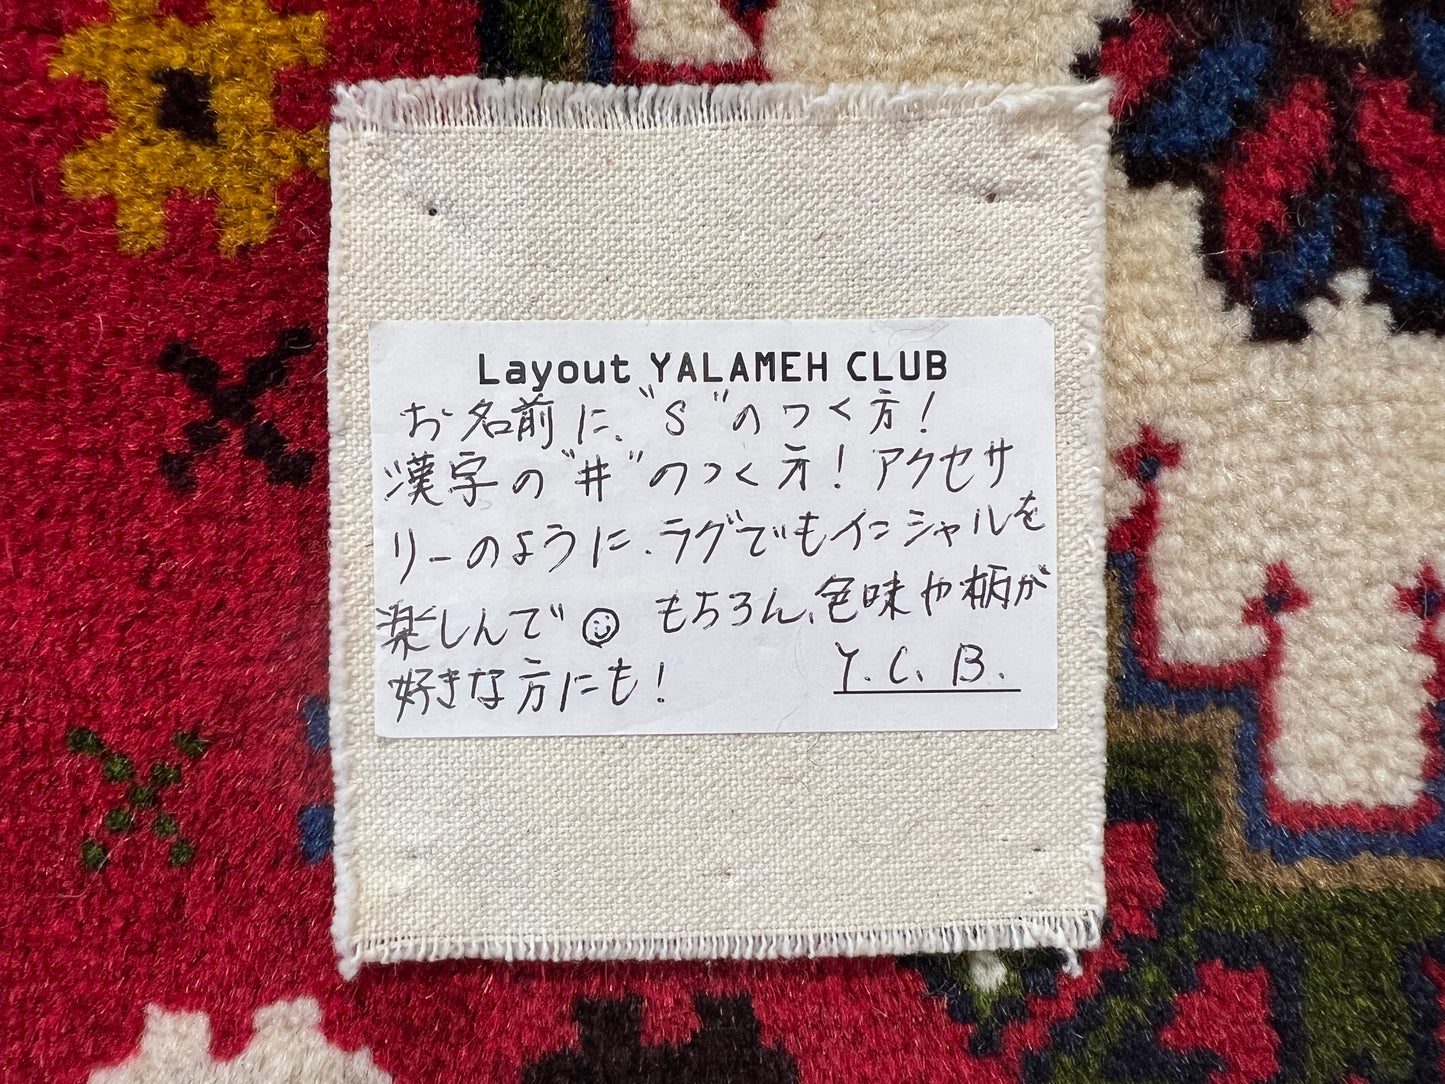 Layout YALAMEH CLUB
お名前に、"S"のつく方!
漢字の"井"のつく方!アクセサ
リーのように、ラグでもイニシャルを
楽しんで☺ もちろん、色味や柄が
好きな方にも! Y.C.B.